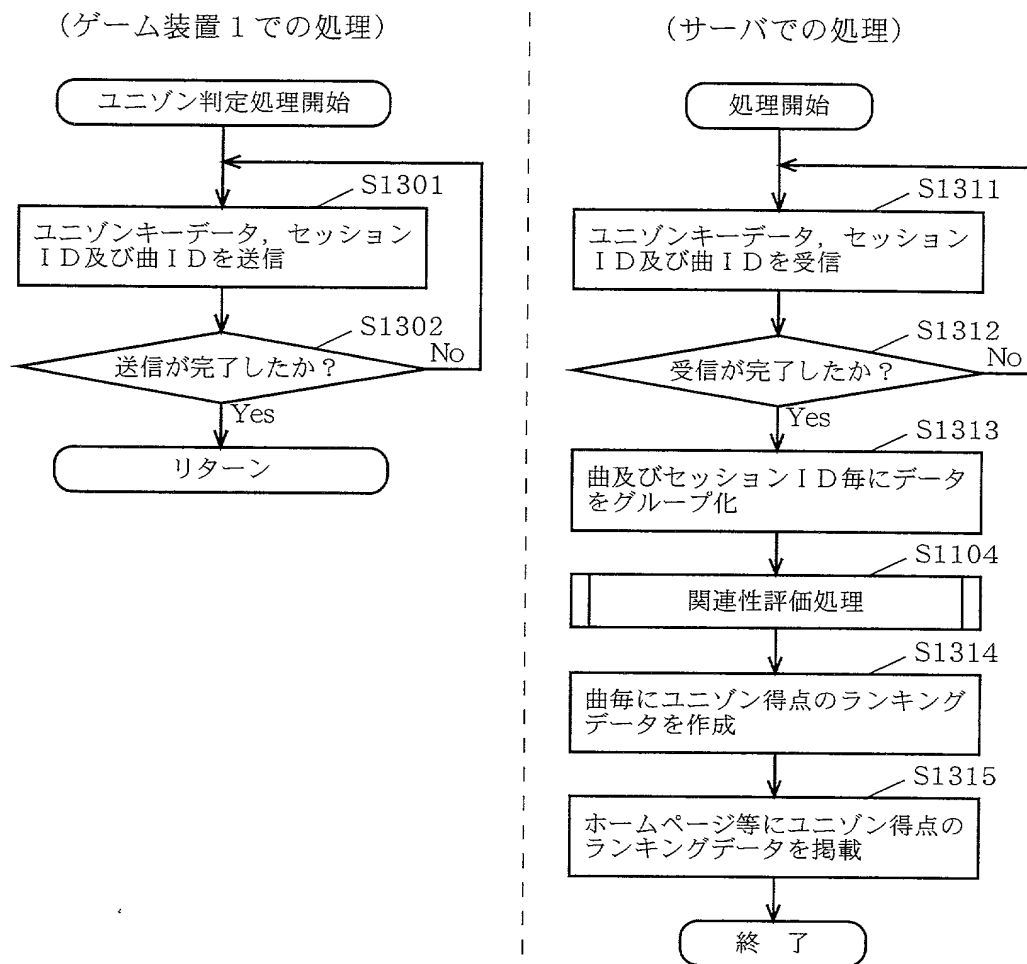 (ゲーム装置1での処理)
ユニゾン判定処理開始
S1301
ユニゾンキーデータ,セッション
ID及び曲IDを送信
S1302
送信が完了したか?
No
Yes
リターン
(サーバでの処理)
処理開始
S1311
ユニゾンキーデータ,セッション
ID及び曲IDを受信
S1312
受信が完了したか?
No
Yes
S1313
曲及びセッションID毎にデータ
をグループ化
S1104
関連性評価処理
S1314
曲毎にユニゾン得点のランキング
データを作成
S1315
ホームページ等にユニゾン得点の
ランキングデータを掲載
終 了